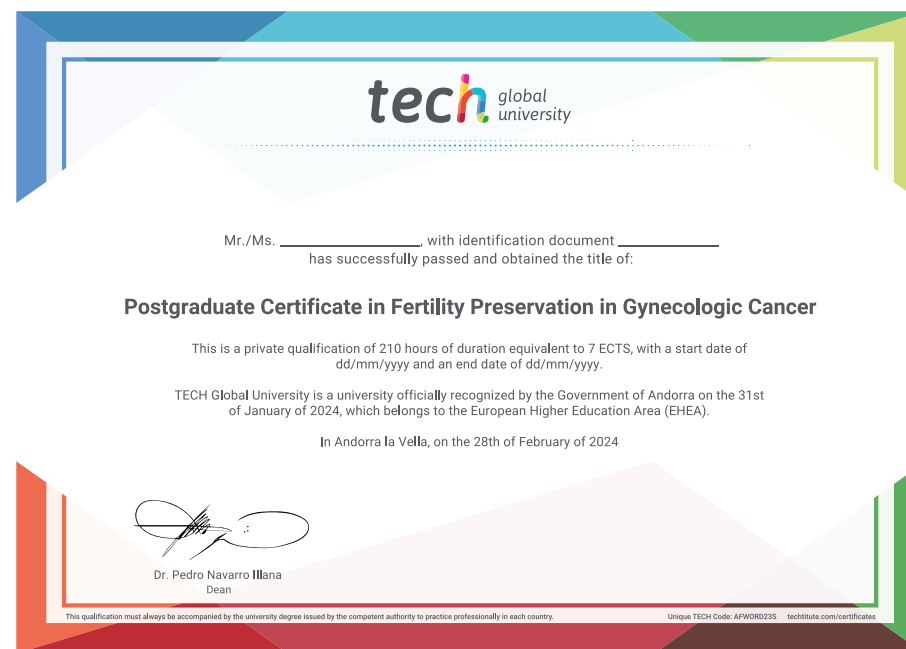 tech global university
Mr./Ms. ____________, with identification document ____________
has successfully passed and obtained the title of:
Postgraduate Certificate in Fertility Preservation in Gynecologic Cancer
This is a private qualification of 210 hours of duration equivalent to 7 ECTS, with a start date of
dd/mm/yyyy and an end date of dd/mm/yyyy.
TECH Global University is a university officially recognized by the Government of Andorra on the 31st
of January of 2024, which belongs to the European Higher Education Area (EHEA).
In Andorra la Vella, on the 28th of February of 2024
Dr. Pedro Navarro Illana
Dean
This qualification must always be accompanied by the university degree issued by the competent authority to practice professionally in each country.
Unique TECH Code: AFWORD23S techtitute.com/certificates